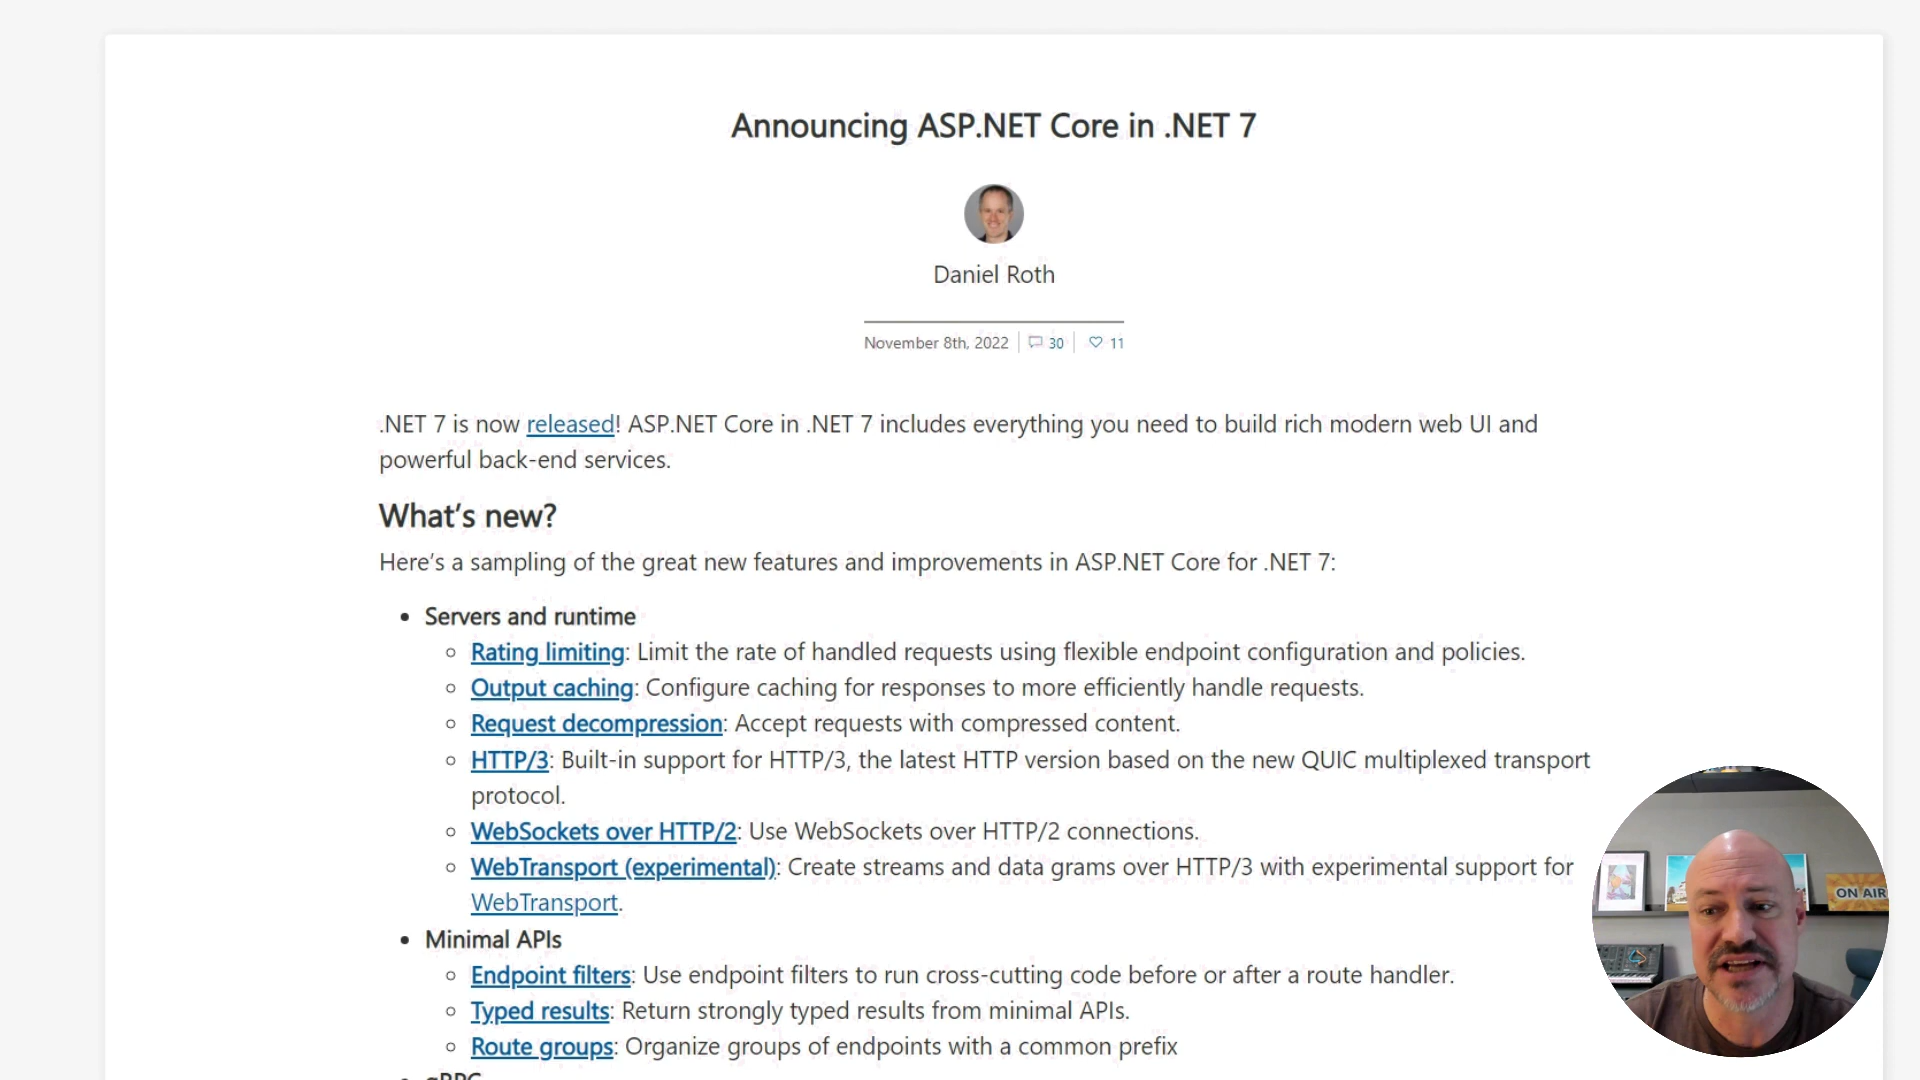 Announcing ASP.NET Core in .NET 7
Daniel Roth
November 8th, 2022 30 11
.NET 7 is now released! ASP.NET Core in .NET 7 includes everything you need to build rich modern web UI and
powerful back-end services.
What’s new?
Here’s a sampling of the great new features and improvements in ASP.NET Core for .NET 7:
• Servers and runtime
○ Rating limiting: Limit the rate of handled requests using flexible endpoint configuration and policies.
○ Output caching: Configure caching for responses to more efficiently handle requests.
○ Request decompression: Accept requests with compressed content.
○ HTTP/3: Built-in support for HTTP/3, the latest HTTP version based on the new QUIC multiplexed transport
protocol.
○ WebSockets over HTTP/2: Use WebSockets over HTTP/2 connections.
○ WebTransport (experimental): Create streams and data grams over HTTP/3 with experimental support for
WebTransport.
• Minimal APIs
○ Endpoint filters: Use endpoint filters to run cross-cutting code before or after a route handler.
○ Typed results: Return strongly typed results from minimal APIs.
○ Route groups: Organize groups of endpoints with a common prefix
• gRPC
ON AIR